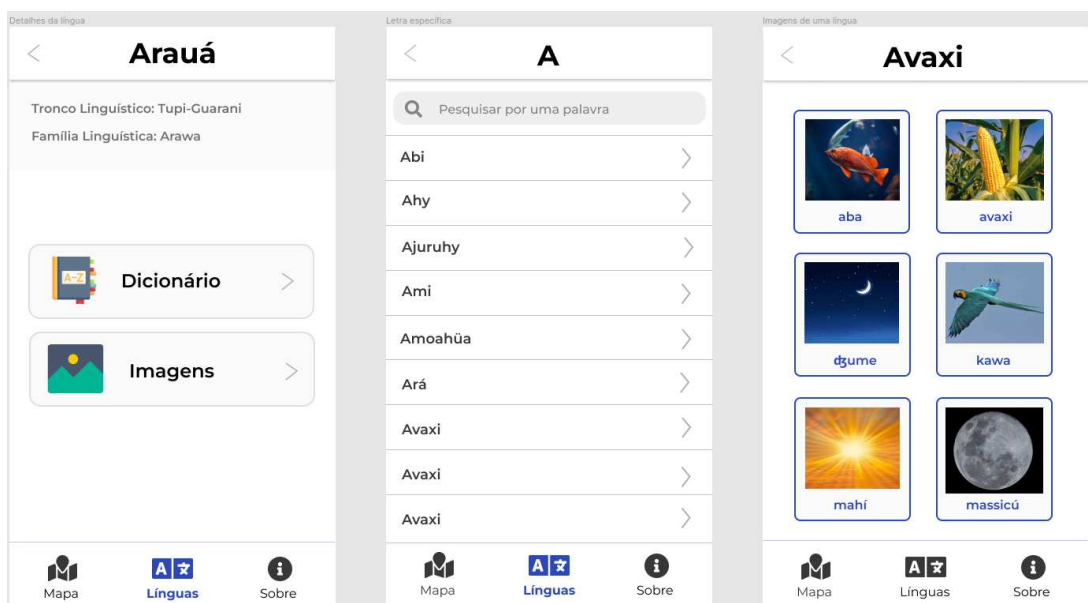 Detalhes da língua
Arauá
Tronco Linguístico: Tupi-Guarani
Família Linguística: Arawa
A-Z
Dicionário
Imagens
Mapa
A
Línguas
Sobre
Letra específica
A
Pesquisar por uma palavra
Abi
Ahy
Ajuruhy
Ami
Amoahüa
Ará
Avaxi
Avaxi
Avaxi
Mapa
A
Línguas
Sobre
Imagens de uma língua
Avaxi
aba
avaxi
ʤume
kawa
mahí
massicú
Mapa
A
Línguas
Sobre